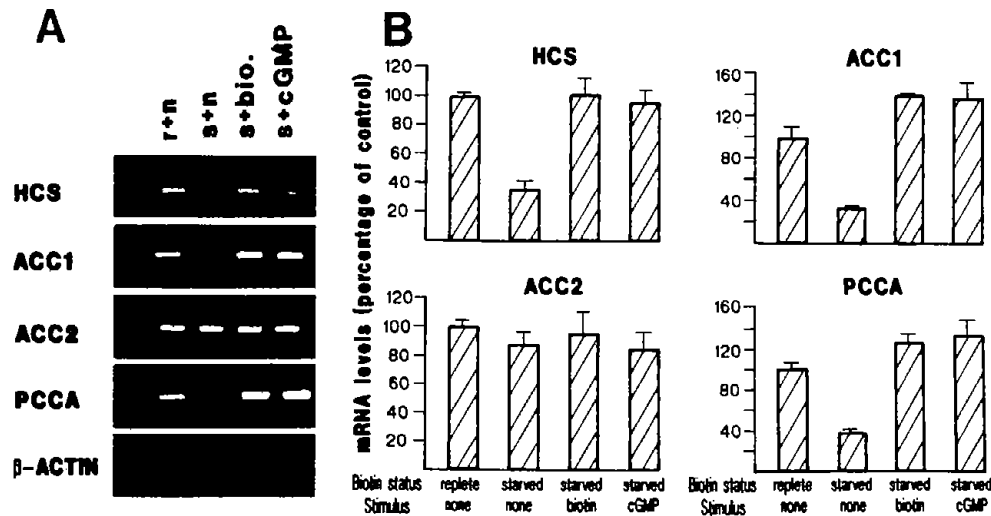 A
r+n
s+n
s+bio.
s+cGMP
HCS
ACC1
ACC2
PCCA
β-ACTIN
B
mRNA levels (percentage of control)
HCS
120
100
80
60
40
20
ACC1
160
120
80
40
ACC2
120
100
80
60
40
20
PCCA
160
120
80
40
Biotin status replete starved starved starved
Stimulus none none biotin cGMP
Biotin status replete starved starved starved
Stimulus none none biotin cGMP